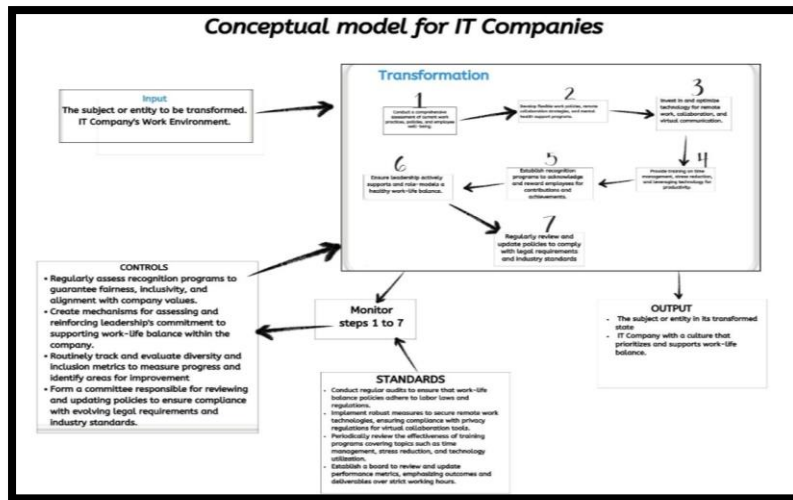 Conceptual model for IT Companies
Input
The subject or entity to be transformed.
IT Company's Work Environment.
Transformation
1
Conduct a comprehensive
assessment of current work
practices, policies, and employee
well-being.
2
Develop flexible work policies, remote
collaboration strategies, and mental
health support programs.
3
Invest in and optimize
technology for remote
work, collaboration, and
virtual communication.
4
Provide training on time
management, stress reduction,
and leveraging technology for
productivity.
5
Establish recognition
programs to acknowledge
and reward employees for
contributions and
achievements.
6
Ensure leadership actively
supports and role-models a
healthy work-life balance.
7
Regularly review and
update policies to comply
with legal requirements
and industry standards
CONTROLS
• Regularly assess recognition programs to
guarantee fairness, inclusivity, and
alignment with company values.
• Create mechanisms for assessing and
reinforcing leadership's commitment to
supporting work-life balance within the
company.
• Routinely track and evaluate diversity and
inclusion metrics to measure progress and
identify areas for improvement
• Form a committee responsible for reviewing
and updating policies to ensure compliance
with evolving legal requirements and
industry standards.
Monitor
steps 1 to 7
STANDARDS
- Conduct regular audits to ensure that work-life
balance policies adhere to labor laws and
regulations.
- Implement robust measures to secure remote work
technologies, ensuring compliance with privacy
regulations for virtual collaboration tools.
- Periodically review the effectiveness of training
programs covering topics such as time
management, stress reduction, and technology
utilization.
- Establish a board to review and update
performance metrics, emphasizing outcomes and
deliverables over strict working hours.
OUTPUT
- The subject or entity in its transformed
state
- IT Company with a culture that
prioritizes and supports work-life
balance.